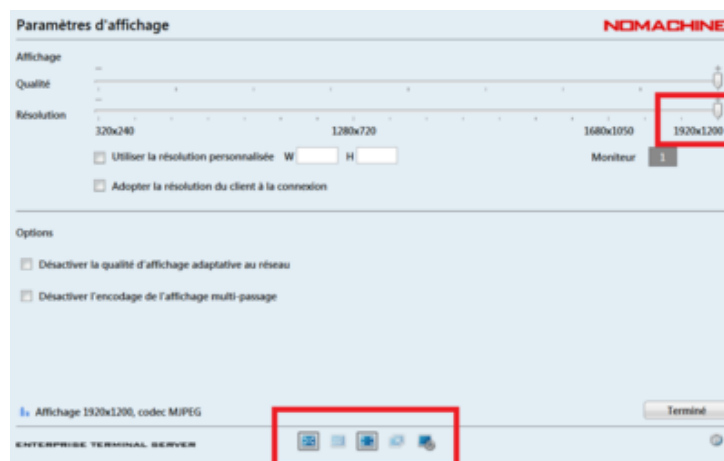 Paramètres d'affichage
NOMACHINE
Affichage
Qualité
Résolution
320x240 1280x720 1680x1050 1920x1200
Utiliser la résolution personnalisée W H Moniteur 1
Adopter la résolution du client à la connexion
Options
Désactiver la qualité d'affichage adaptative au réseau
Désactiver l'encodage de l'affichage multi-passage
Affichage 1920x1200, codec MJPEG
Terminé
ENTERPRISE TERMINAL SERVER